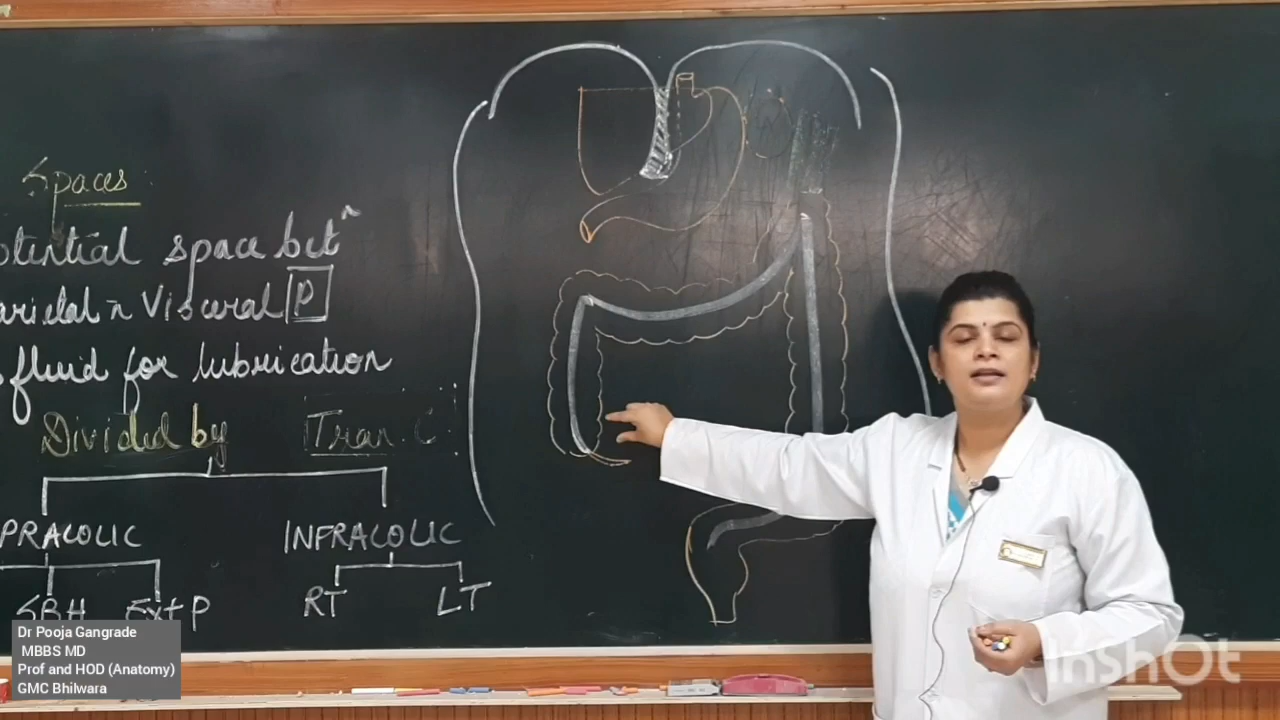 Spaces:
otential space betn
arietal n Visceral P
fluid for lubrication
Divided by Tran. C
PRACOLIC INFRACOLIC
SBH Ext P RT LT
Dr Pooja Gangrade
MBBS MD
Prof and HOD (Anatomy)
GMC Bhilwara
InShOt